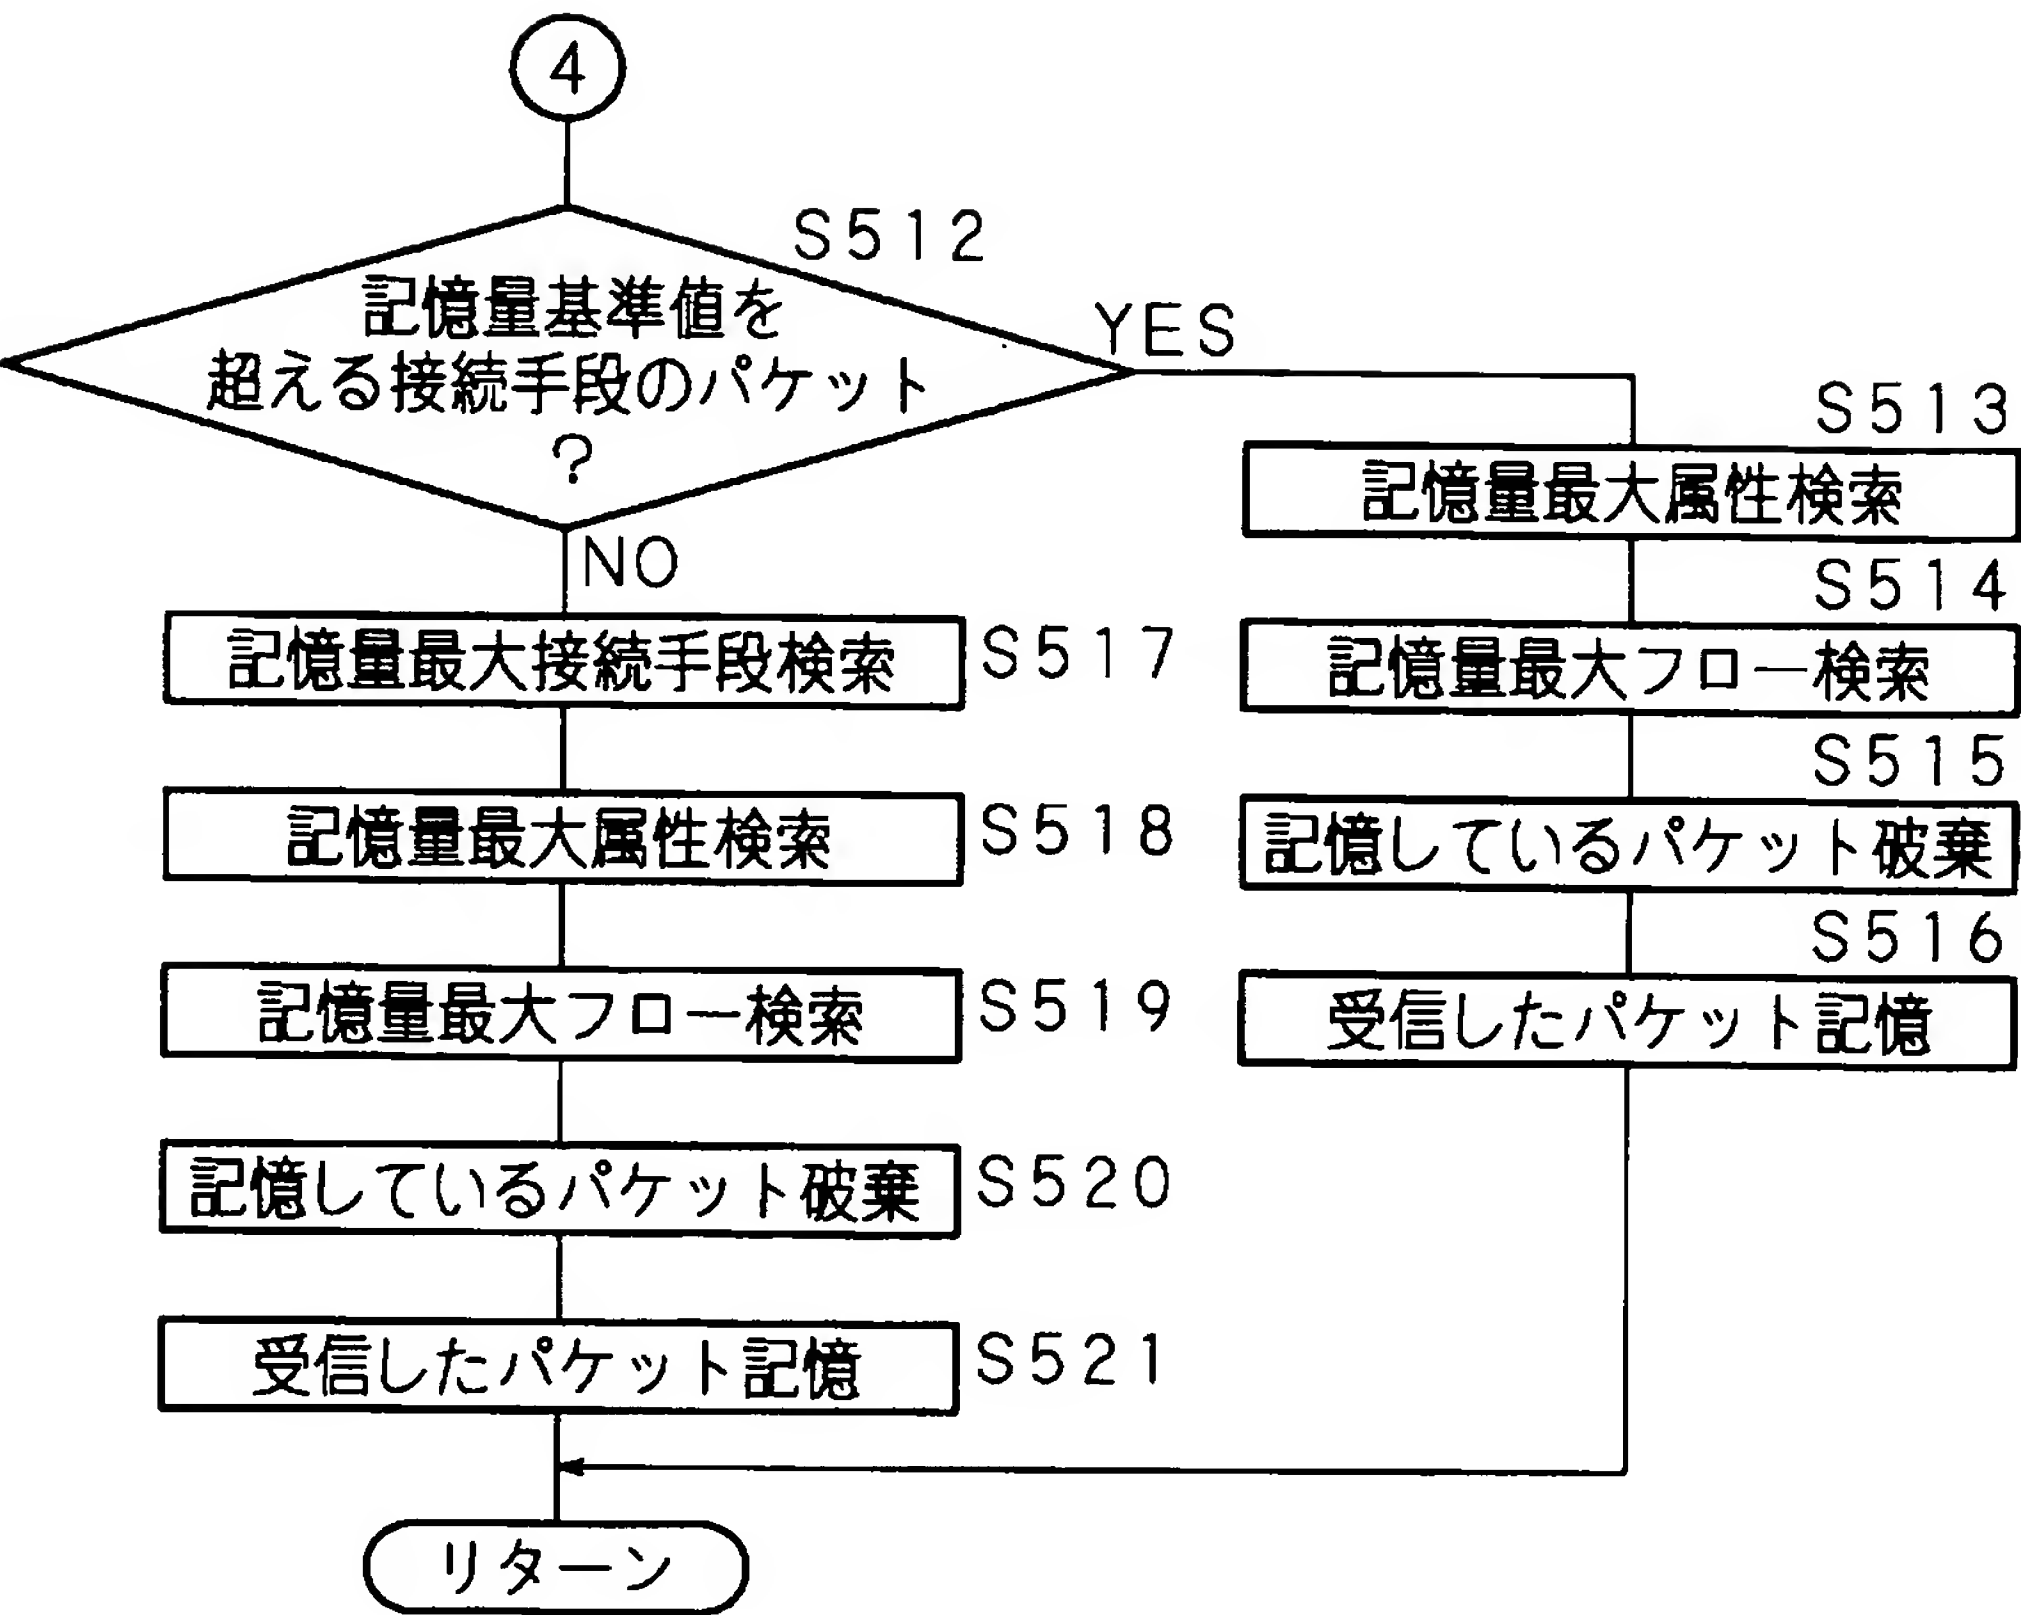 4
S512
記憶量基準値を
超える接続手段のパケット
?
YES
NO
S513
記憶量最大属性検索
S514
記憶量最大フロー検索
S515
記憶しているパケット破棄
S516
受信したパケット記憶
記憶量最大接続手段検索 S517
記憶量最大属性検索 S518
記憶量最大フロー検索 S519
記憶しているパケット破棄 S520
受信したパケット記憶 S521
リターン